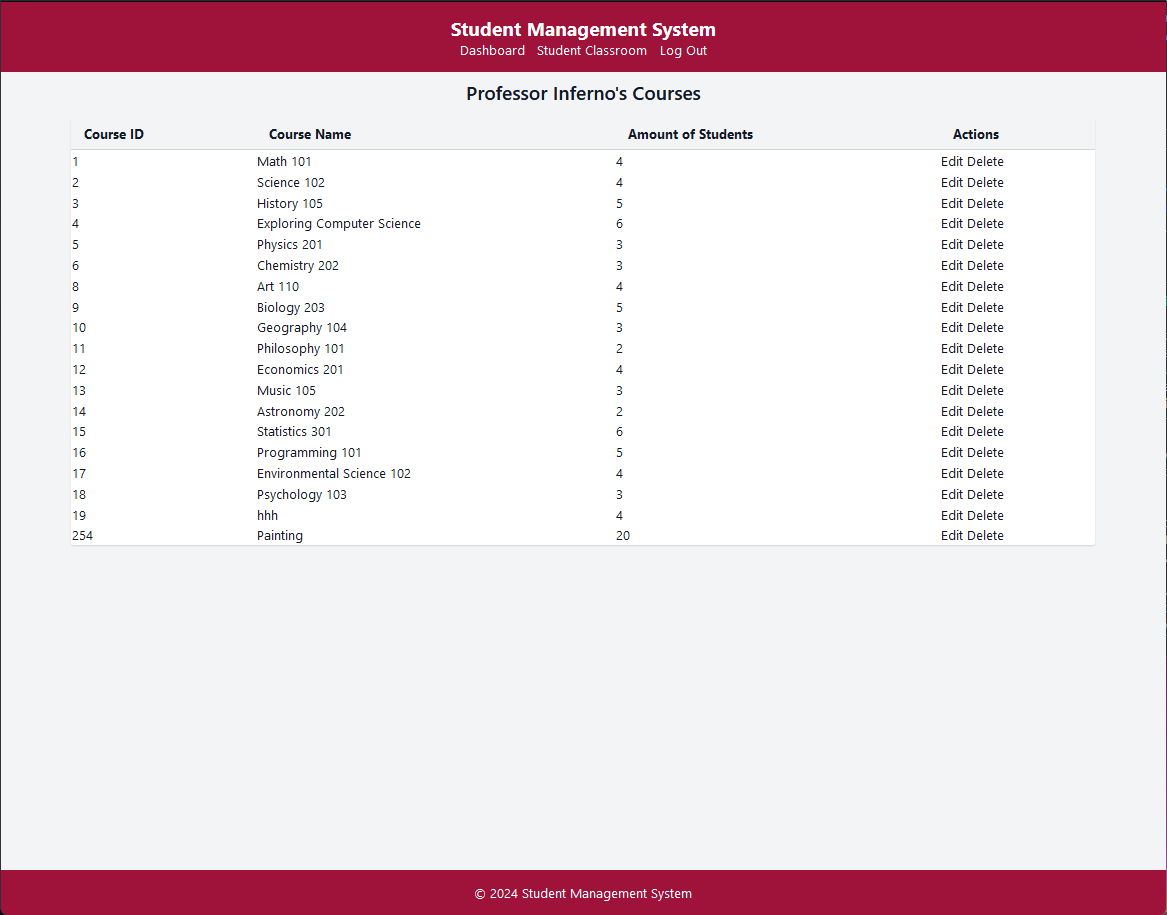 Student Management System
Dashboard Student Classroom Log Out
Professor Inferno's Courses
Course ID Course Name Amount of Students Actions
1 Math 101 4 Edit Delete
2 Science 102 4 Edit Delete
3 History 105 5 Edit Delete
4 Exploring Computer Science 6 Edit Delete
5 Physics 201 3 Edit Delete
6 Chemistry 202 3 Edit Delete
8 Art 110 4 Edit Delete
9 Biology 203 5 Edit Delete
10 Geography 104 3 Edit Delete
11 Philosophy 101 2 Edit Delete
12 Economics 201 4 Edit Delete
13 Music 105 3 Edit Delete
14 Astronomy 202 2 Edit Delete
15 Statistics 301 6 Edit Delete
16 Programming 101 5 Edit Delete
17 Environmental Science 102 4 Edit Delete
18 Psychology 103 3 Edit Delete
19 hhh 4 Edit Delete
254 Painting 20 Edit Delete
© 2024 Student Management System